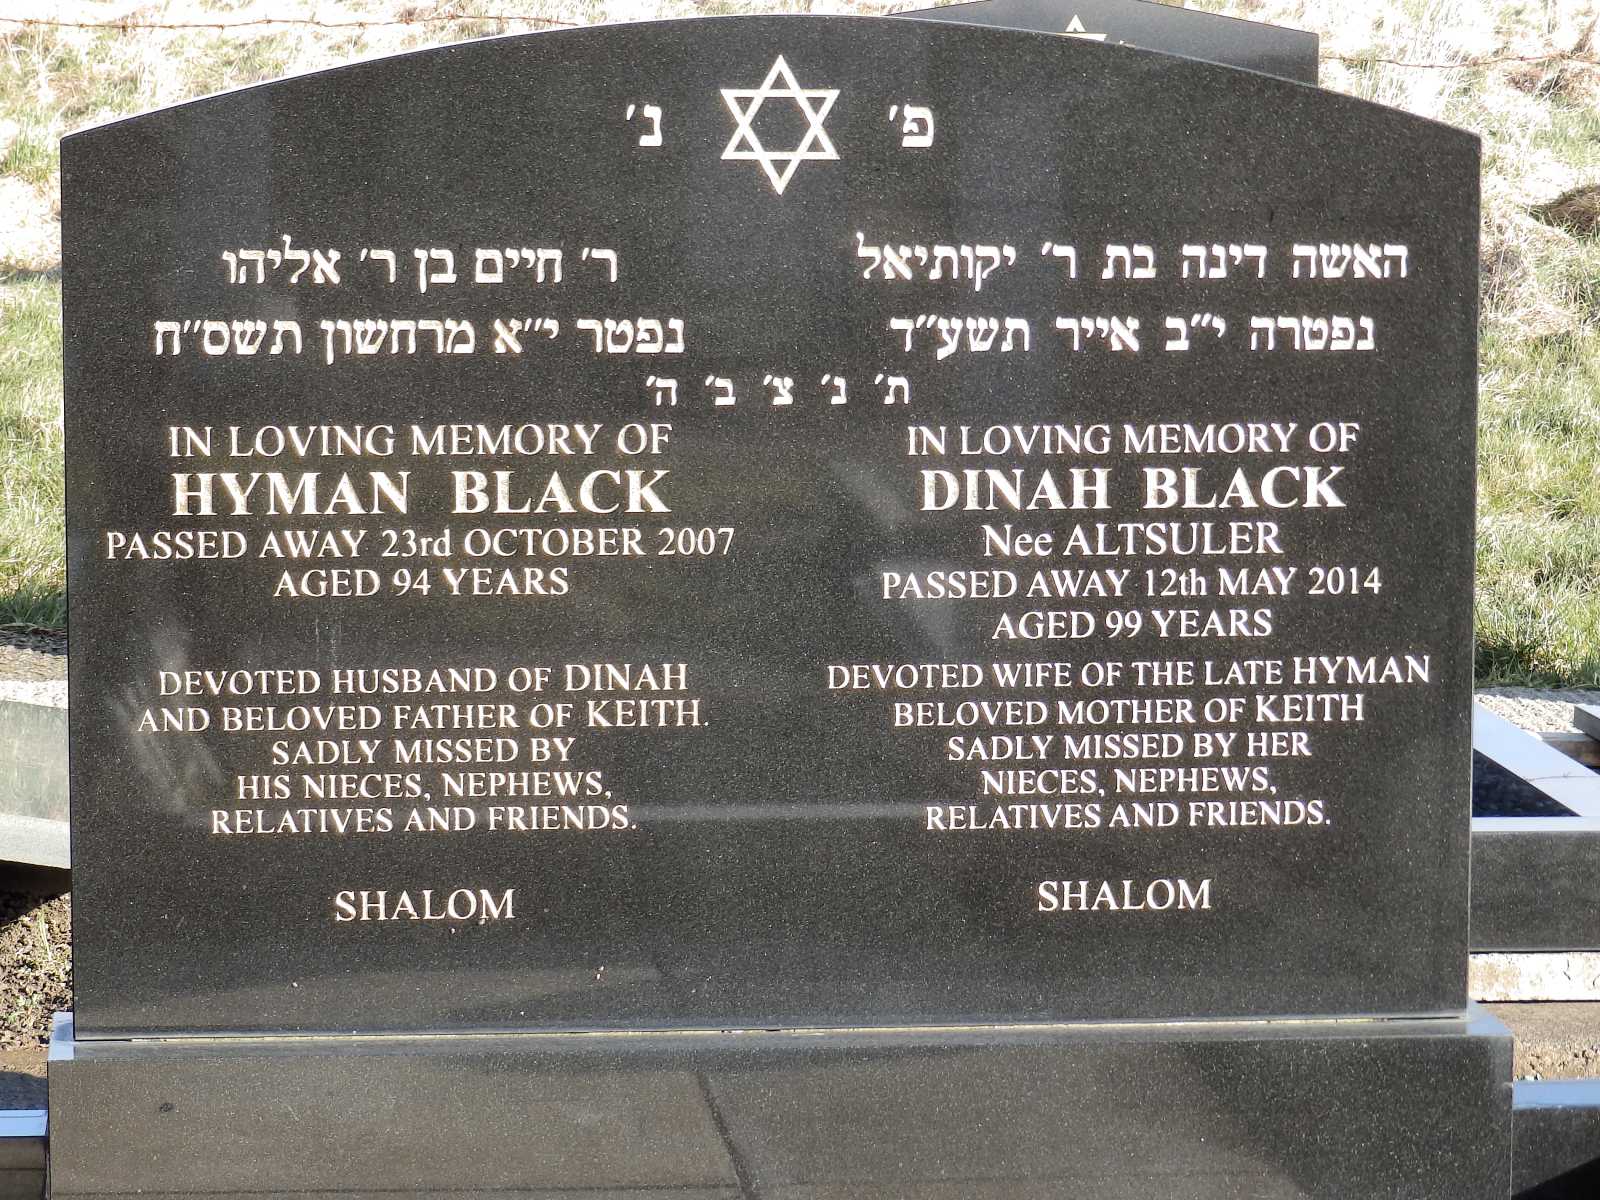 פ׳ נ׳
ר׳ חיים בן ר׳ אליהו
נפטר י״א מרחשון תשס״ח
האשה דינה בת ר׳ יקותיאל
נפטרה י״ב אייר תשע״ד
ת׳ נ׳ צ׳ ב׳ ה׳
IN LOVING MEMORY OF
HYMAN BLACK
PASSED AWAY 23rd OCTOBER 2007
AGED 94 YEARS
DEVOTED HUSBAND OF DINAH
AND BELOVED FATHER OF KEITH.
SADLY MISSED BY
HIS NIECES, NEPHEWS,
RELATIVES AND FRIENDS.
SHALOM
IN LOVING MEMORY OF
DINAH BLACK
Nee ALTSULER
PASSED AWAY 12th MAY 2014
AGED 99 YEARS
DEVOTED WIFE OF THE LATE HYMAN
BELOVED MOTHER OF KEITH
SADLY MISSED BY HER
NIECES, NEPHEWS,
RELATIVES AND FRIENDS.
SHALOM